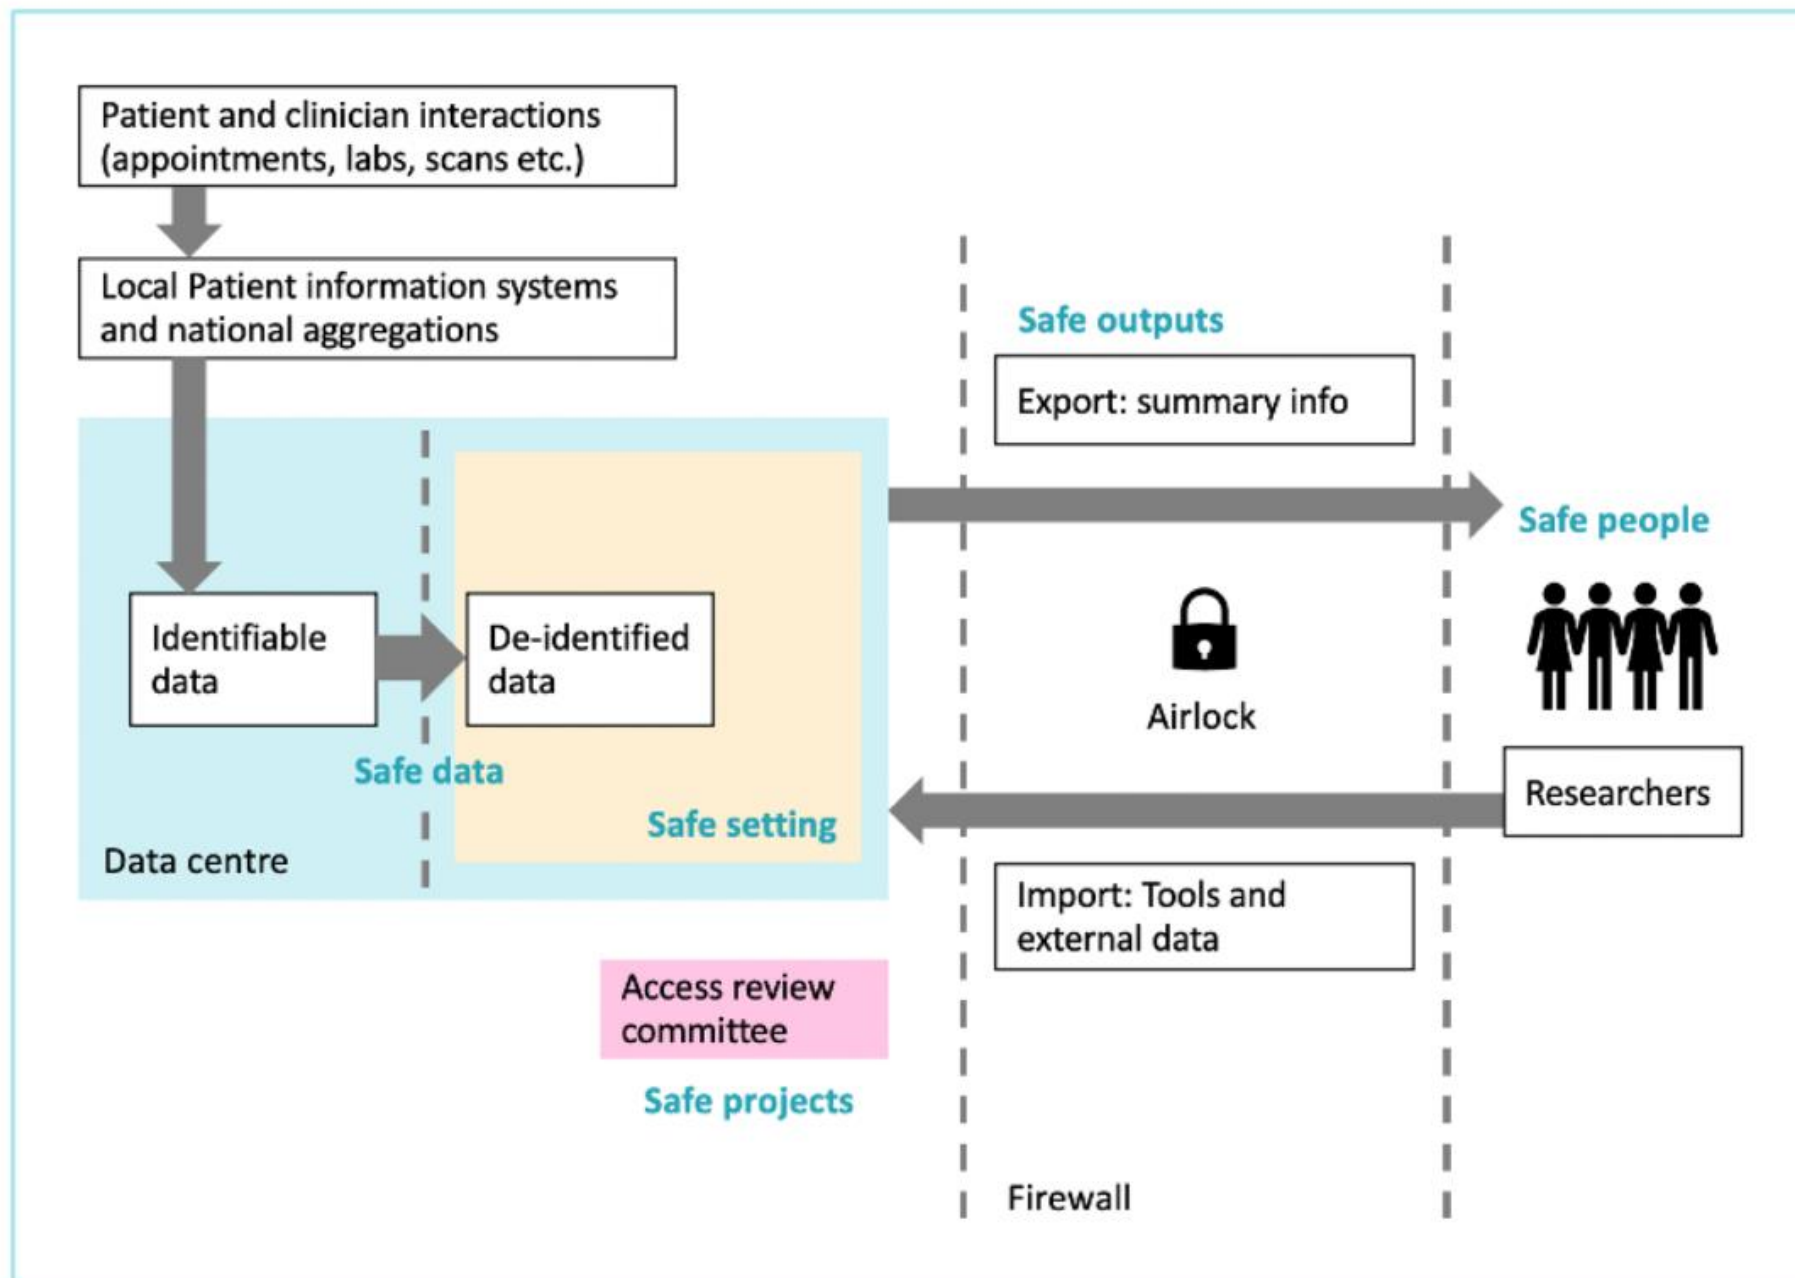 Patient and clinician interactions
(appointments, labs, scans etc.)
Local Patient information systems
and national aggregations
Safe outputs
Export: summary info
Safe people
Identifiable
data
De-identified
data
Airlock
Safe data
Safe setting
Researchers
Data centre
Import: Tools and
external data
Access review
committee
Safe projects
Firewall